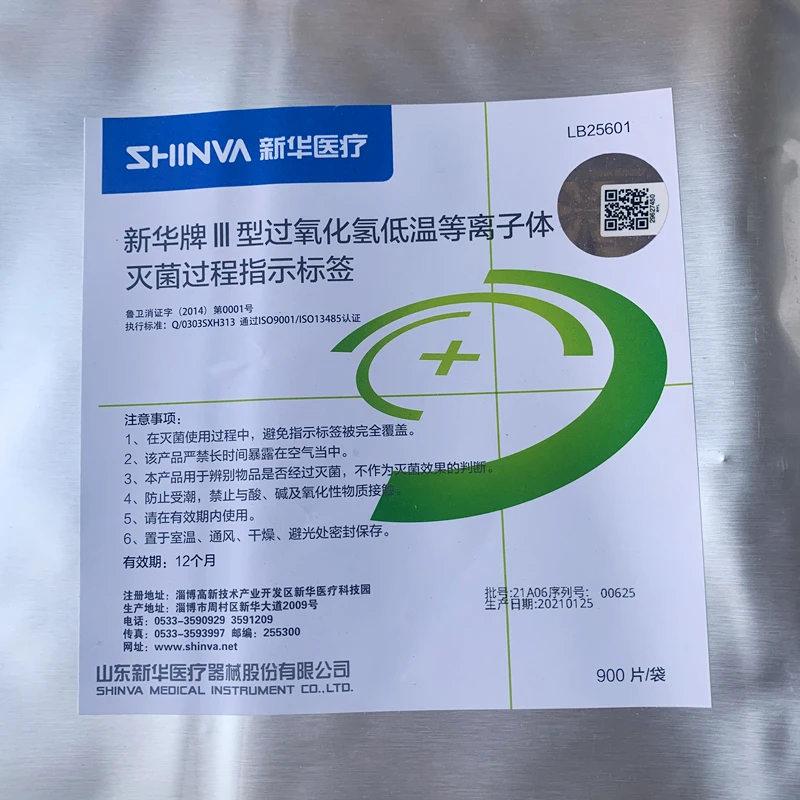 SHINVA 新华医疗
LB25601
29627450
新华牌Ⅲ型过氧化氢低温等离子体
灭菌过程指示标签
鲁卫消证字（2014）第0001号
执行标准：Q/0303SXH313 通过ISO9001/ISO13485认证
注意事项：
1、在灭菌使用过程中，避免指示标签被完全覆盖。
2、该产品严禁长时间暴露在空气当中。
3、本产品用于辨别物品是否经过灭菌，不作为灭菌效果的判断。
4、防止受潮，禁止与酸、碱及氧化性物质接触。
5、请在有效期内使用。
6、置于室温、通风、干燥、避光处密封保存。
有效期：12个月
注册地址：淄博高新技术产业开发区新华医疗科技园
生产地址：淄博市周村区新华大道2009号
电话：0533-3590929 3591209
传真：0533-3593997 邮编：255300
网址：www.shinva.net
批号:21A06序列号： 00625
生产日期:20210125
山东新华医疗器械股份有限公司
SHINVA MEDICAL INSTRUMENT CO.,LTD.
900 片/袋